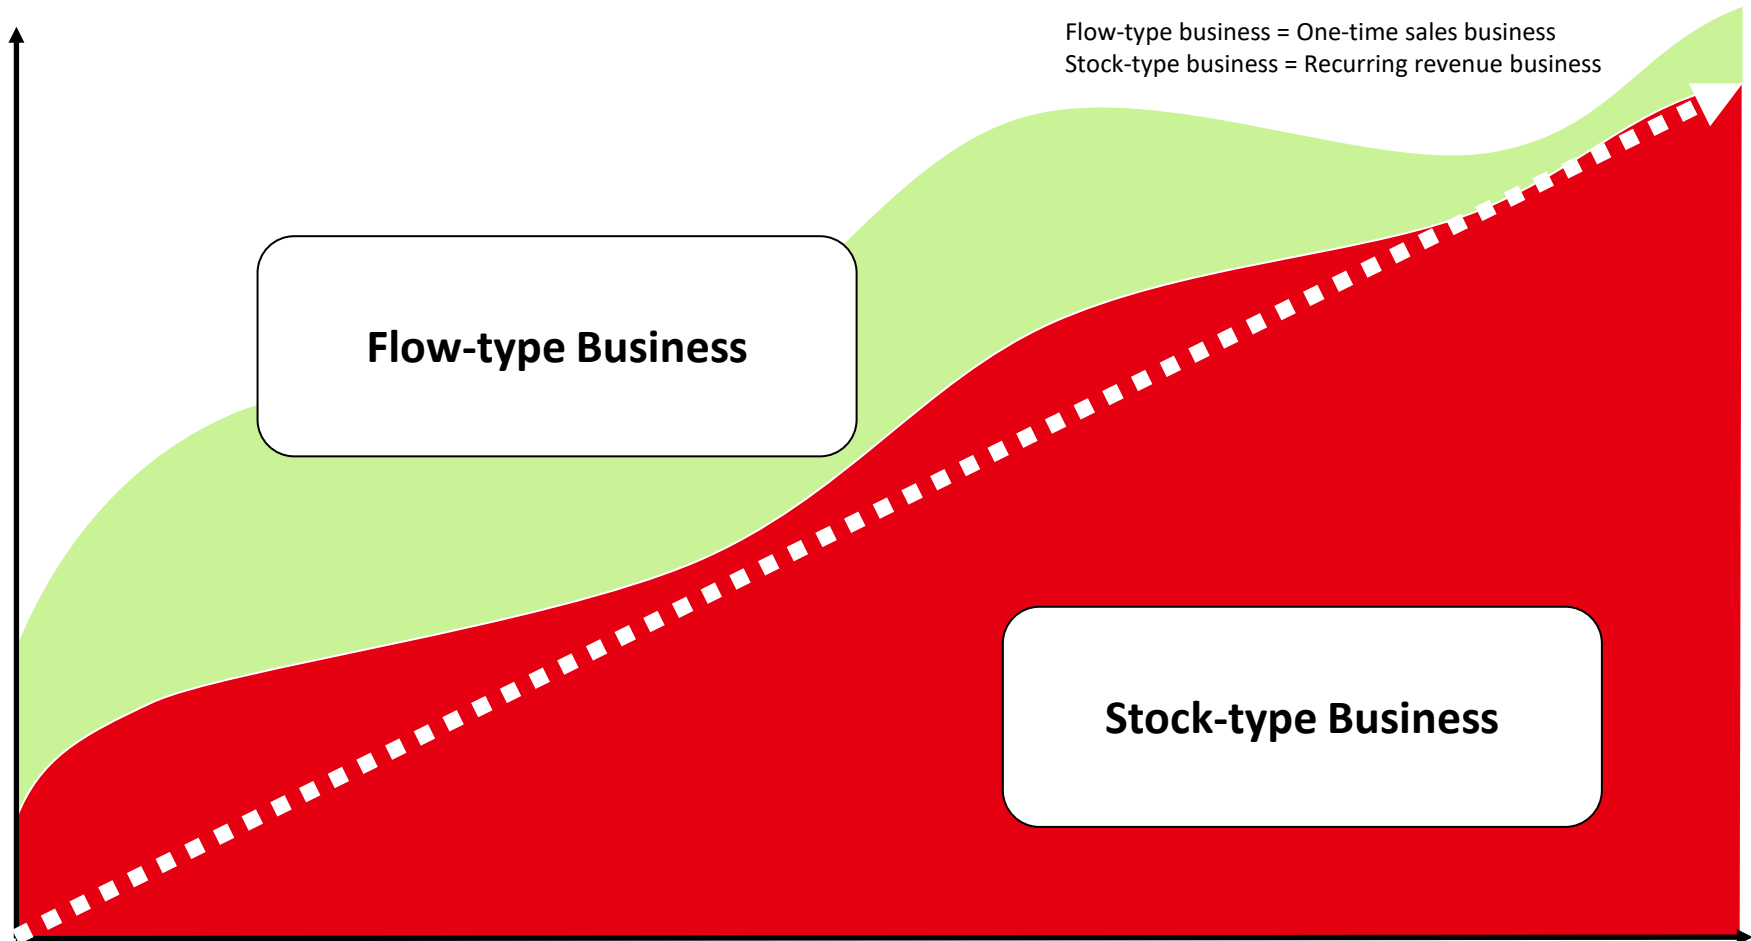 Flow-type business = One-time sales business
Stock-type business = Recurring revenue business
Flow-type Business
Stock-type Business